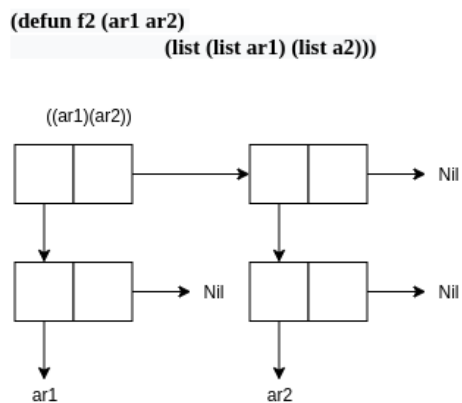 (defun f2 (ar1 ar2)
(list (list ar1) (list a2)))
((ar1)(ar2))
Nil
Nil
Nil
ar1
ar2